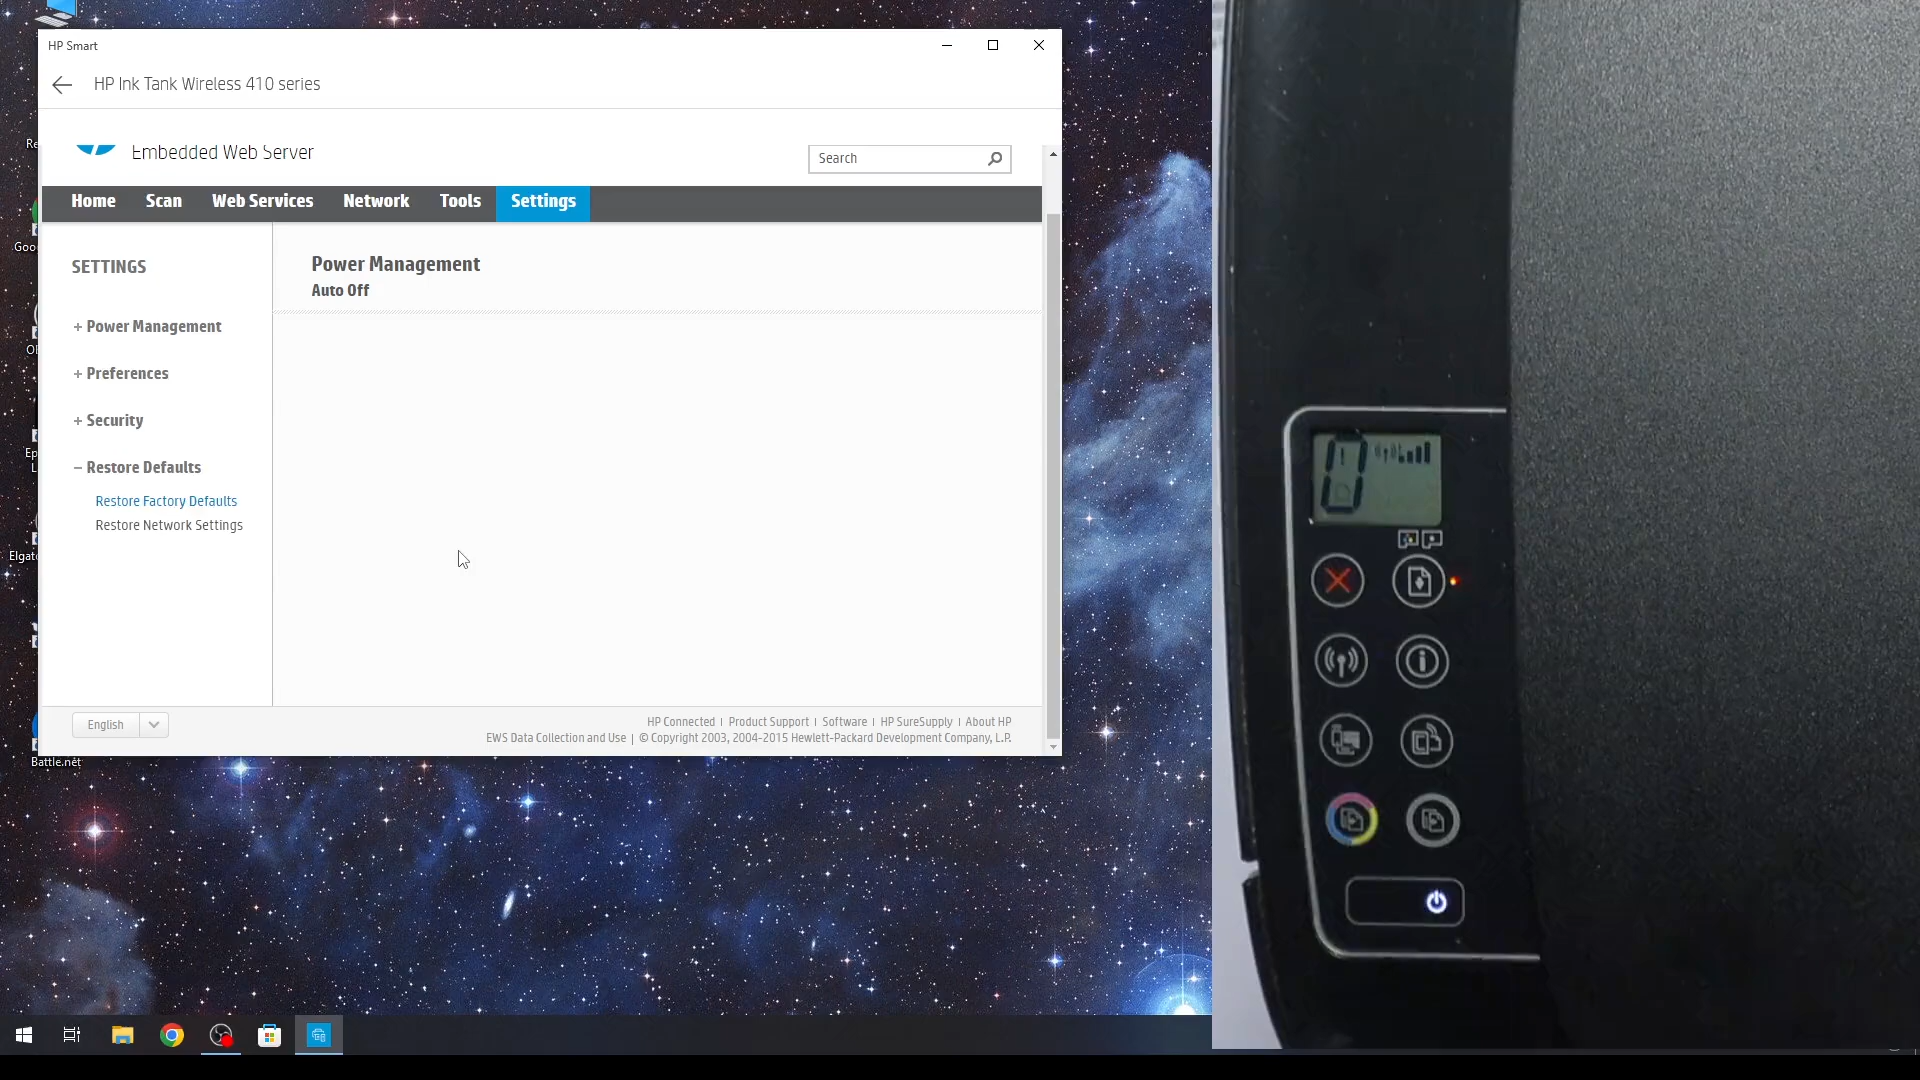 HP Smart
HP Ink Tank Wireless 410 series
Embedded Web Server
Search
Home Scan Web Services Network Tools Settings
SETTINGS
+ Power Management
+ Preferences
+ Security
− Restore Defaults
Restore Factory Defaults
Restore Network Settings
Power Management
Auto Off
English
HP Connected | Product Support | Software | HP SureSupply | About HP
EWS Data Collection and Use | © Copyright 2003, 2004-2015 Hewlett-Packard Development Company, L.P.
Battle.net
0